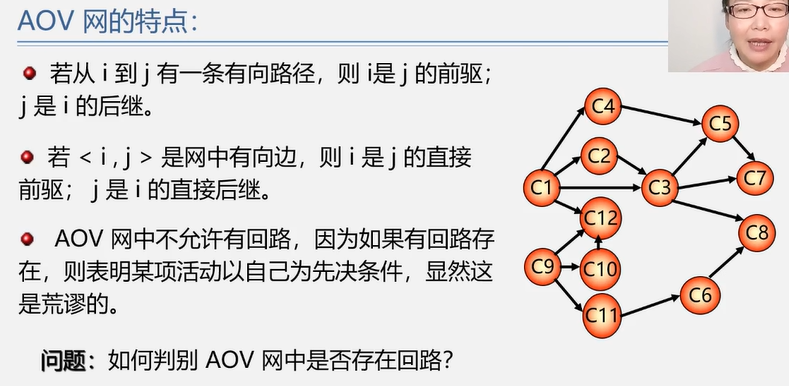 AOV 网的特点：
若从 i 到 j 有一条有向路径，则 i是 j 的前驱；
j 是 i 的后继。
若 < i , j > 是网中有向边，则 i 是 j 的直接
前驱； j 是 i 的直接后继。
AOV 网中不允许有回路，因为如果有回路存
在，则表明某项活动以自己为先决条件，显然这
是荒谬的。
问题：如何判别 AOV 网中是否存在回路？
C4
C5
C2
C1
C3
C7
C12
C8
C9
C10
C6
C11